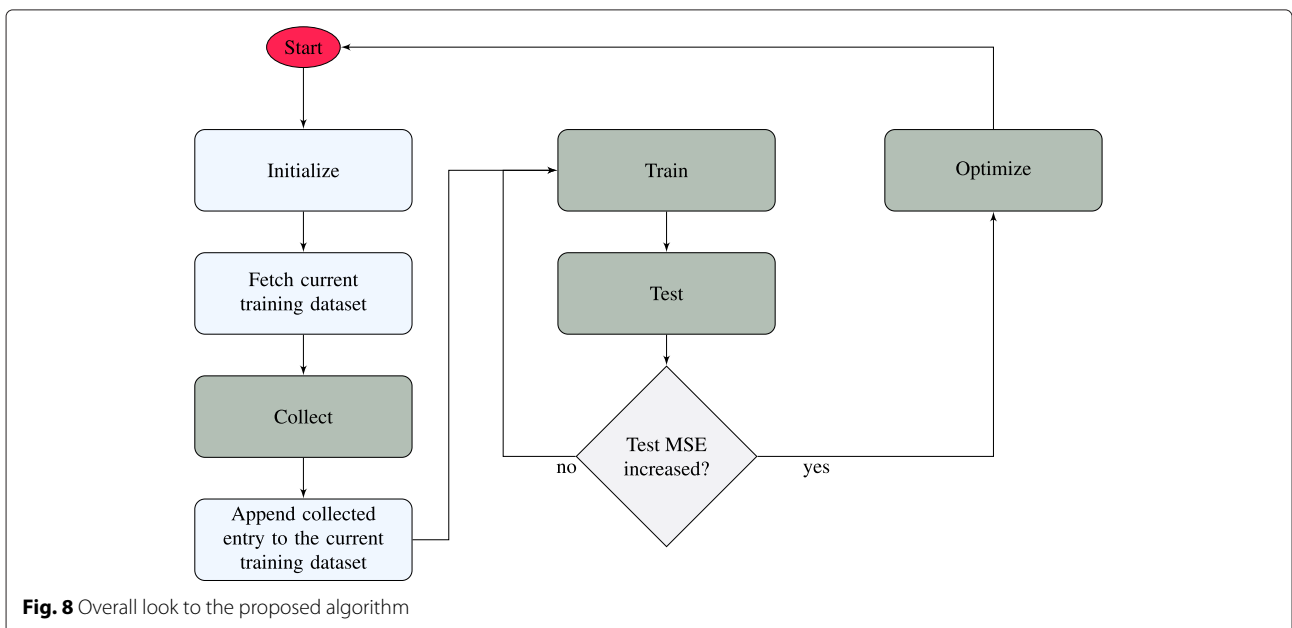 Start
Initialize
Fetch current
training dataset
Collect
Append collected
entry to the current
training dataset
Train
Test
Test MSE
increased?
no
yes
Optimize
Fig. 8 Overall look to the proposed algorithm